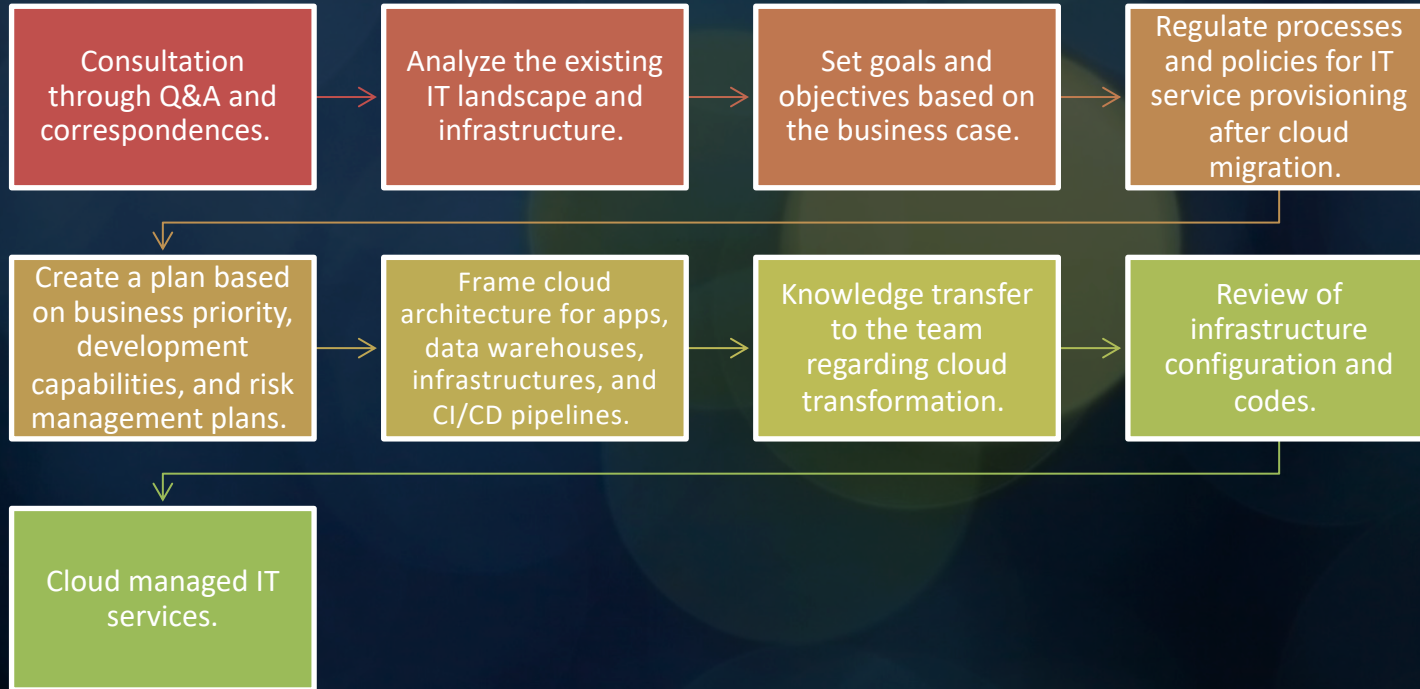 Consultation
through Q&A and
correspondences.
Analyze the existing
IT landscape and
infrastructure.
Set goals and
objectives based on
the business case.
Regulate processes
and policies for IT
service provisioning
after cloud
migration.
Create a plan based
on business priority,
development
capabilities, and risk
management plans.
Frame cloud
architecture for apps,
data warehouses,
infrastructures, and
CI/CD pipelines.
Knowledge transfer
to the team
regarding cloud
transformation.
Review of
infrastructure
configuration and
codes.
Cloud managed IT
services.